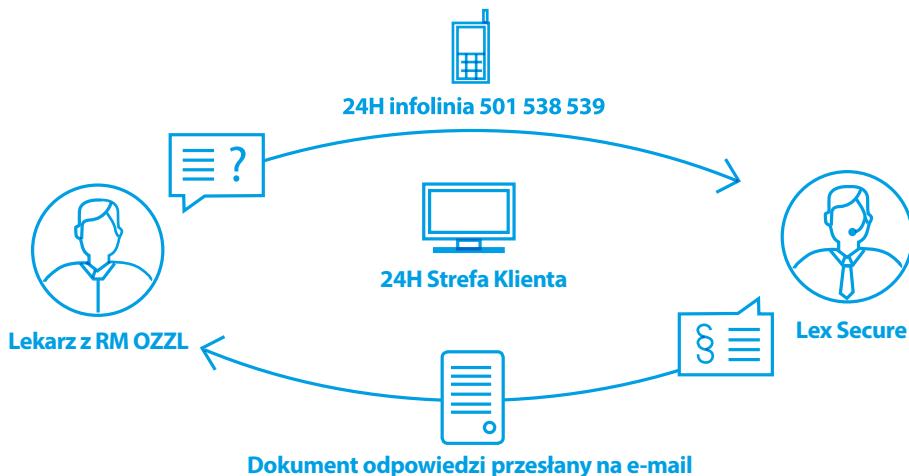 24H infolinia 501 538 539
?
24H Strefa Klienta
Lekarz z RM OZZL
§
Lex Secure
Dokument odpowiedzi przesłany na e-mail